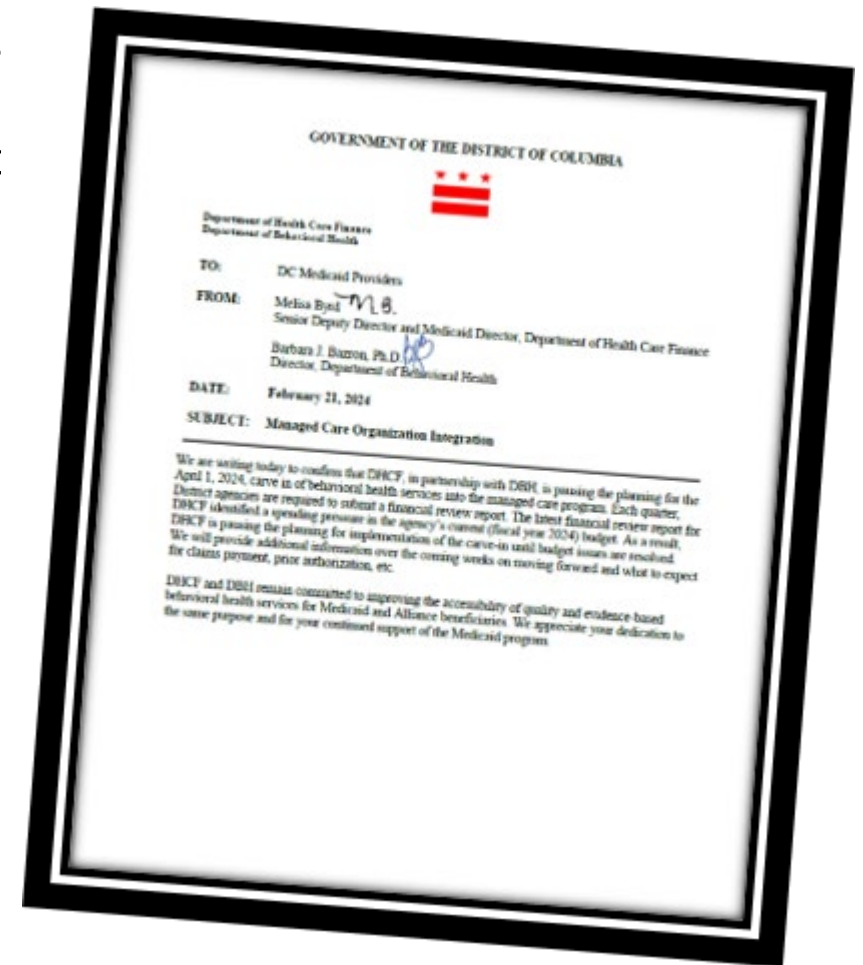 GOVERNMENT OF THE DISTRICT OF COLUMBIA
Department of Health Care Finance
Department of Behavioral Health
TO: DC Medicaid Providers
FROM: Melisa Byrd M.B.
Senior Deputy Director and Medicaid Director, Department of Health Care Finance
Barbara J. Bazron, Ph.D.
Director, Department of Behavioral Health
DATE: February 21, 2024
SUBJECT: Managed Care Organization Integration
We are writing today to confirm that DHCF, in partnership with DBH, is pausing the planning for the
April 1, 2024, carve in of behavioral health services into the managed care program. Each quarter,
District agencies are required to submit a financial review report. The latest financial review report for
DHCF identified a spending pressure in the agency's current (fiscal year 2024) budget. As a result,
DHCF is pausing the planning for implementation of the carve-in until budget issues are resolved.
We will provide additional information over the coming weeks on moving forward and what to expect
for claims payment, prior authorization, etc.
DHCF and DBH remain committed to improving the accessibility of quality and evidence-based
behavioral health services for Medicaid and Alliance beneficiaries. We appreciate your dedication to
the same purpose and for your continued support of the Medicaid program.